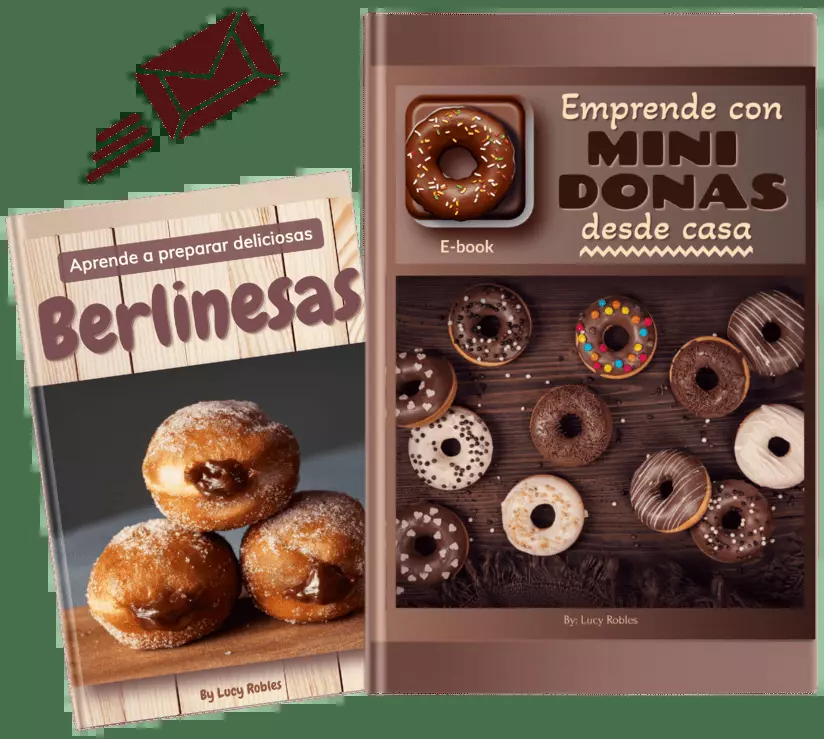 Aprende a preparar deliciosas
Berlinesas
By Lucy Robles
E-book
Emprende con
MINI
DONAS
desde casa
By: Lucy Robles